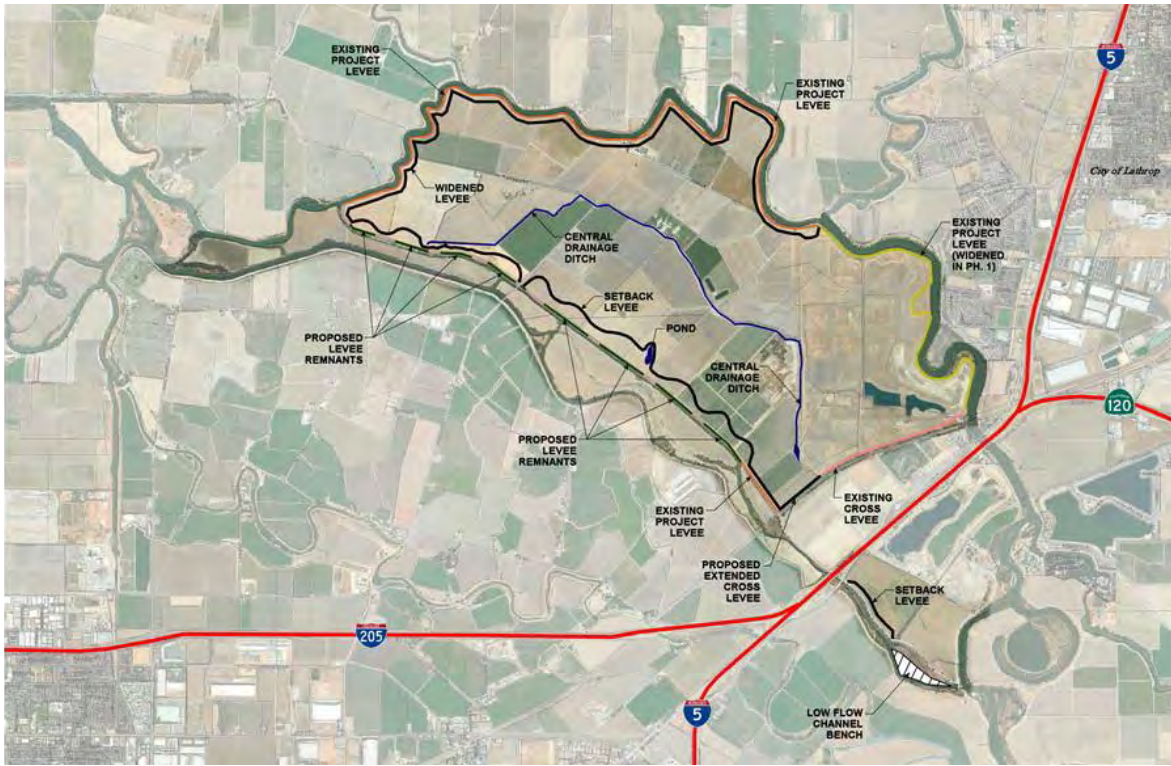 EXISTING
PROJECT
LEVEE
5
EXISTING
PROJECT
LEVEE
City of Lathrop
WIDENED
LEVEE
EXISTING
PROJECT
LEVEE
(WIDENED
IN PH. 1)
CENTRAL
DRAINAGE
DITCH
SETBACK
LEVEE
POND
PROPOSED
LEVEE
REMNANTS
CENTRAL
DRAINAGE
DITCH
120
PROPOSED
LEVEE
REMNANTS
EXISTING
CROSS
LEVEE
EXISTING
PROJECT
LEVEE
PROPOSED
EXTENDED
CROSS
LEVEE
SETBACK
LEVEE
205
5
LOW FLOW
CHANNEL
BENCH